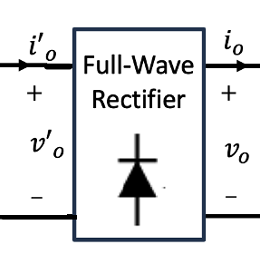 i'ₒ
iₒ
Full-Wave
Rectifier
+
+
v'ₒ
vₒ
−
−